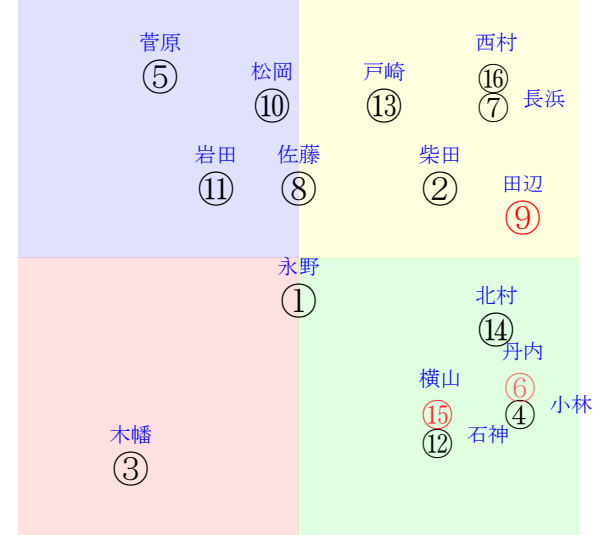 菅原
⑤
松岡
⑩
戸崎
⑬
西村
⑯
⑦
長浜
岩田
⑪
佐藤
⑧
柴田
②
田辺
⑨
永野
①
北村
⑭
丹内
⑥
④
小林
横山
⑮
⑫
石神
木幡
③